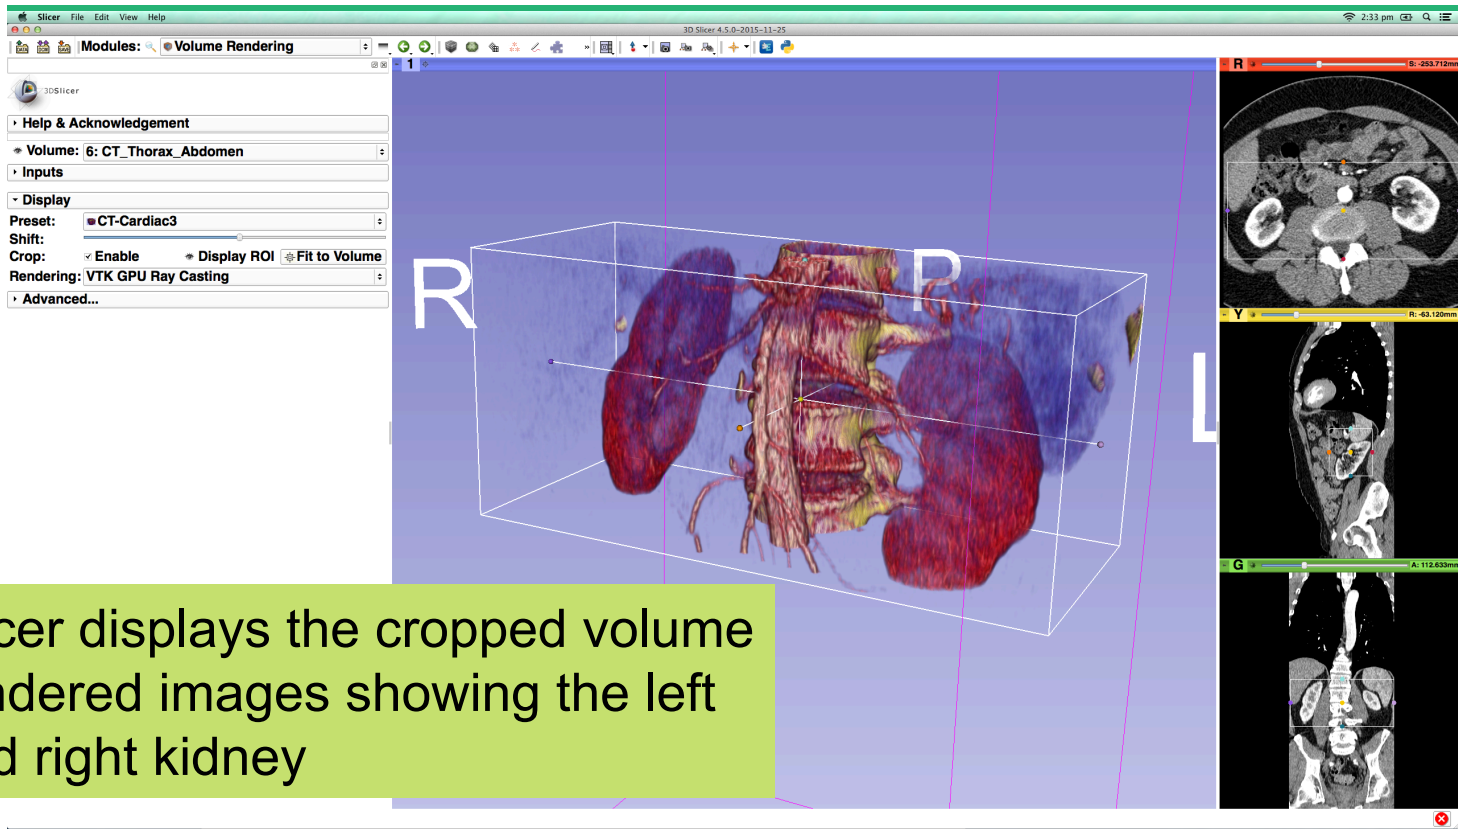 Slicer File Edit View Help
2:33 pm
3D Slicer 4.5.0-2015-11-25
DATA DCM SAVE Modules: Volume Rendering »
1
3DSlicer
Help & Acknowledgement
Volume: 6: CT_Thorax_Abdomen
Inputs
Display
Preset: CT-Cardiac3
Shift:
Crop: Enable Display ROI Fit to Volume
Rendering: VTK GPU Ray Casting
Advanced...
R
P
L
R S: -253.712mm
Y R: -63.120mm
G A: 112.633mm
cer displays the cropped volume
ndered images showing the left
d right kidney